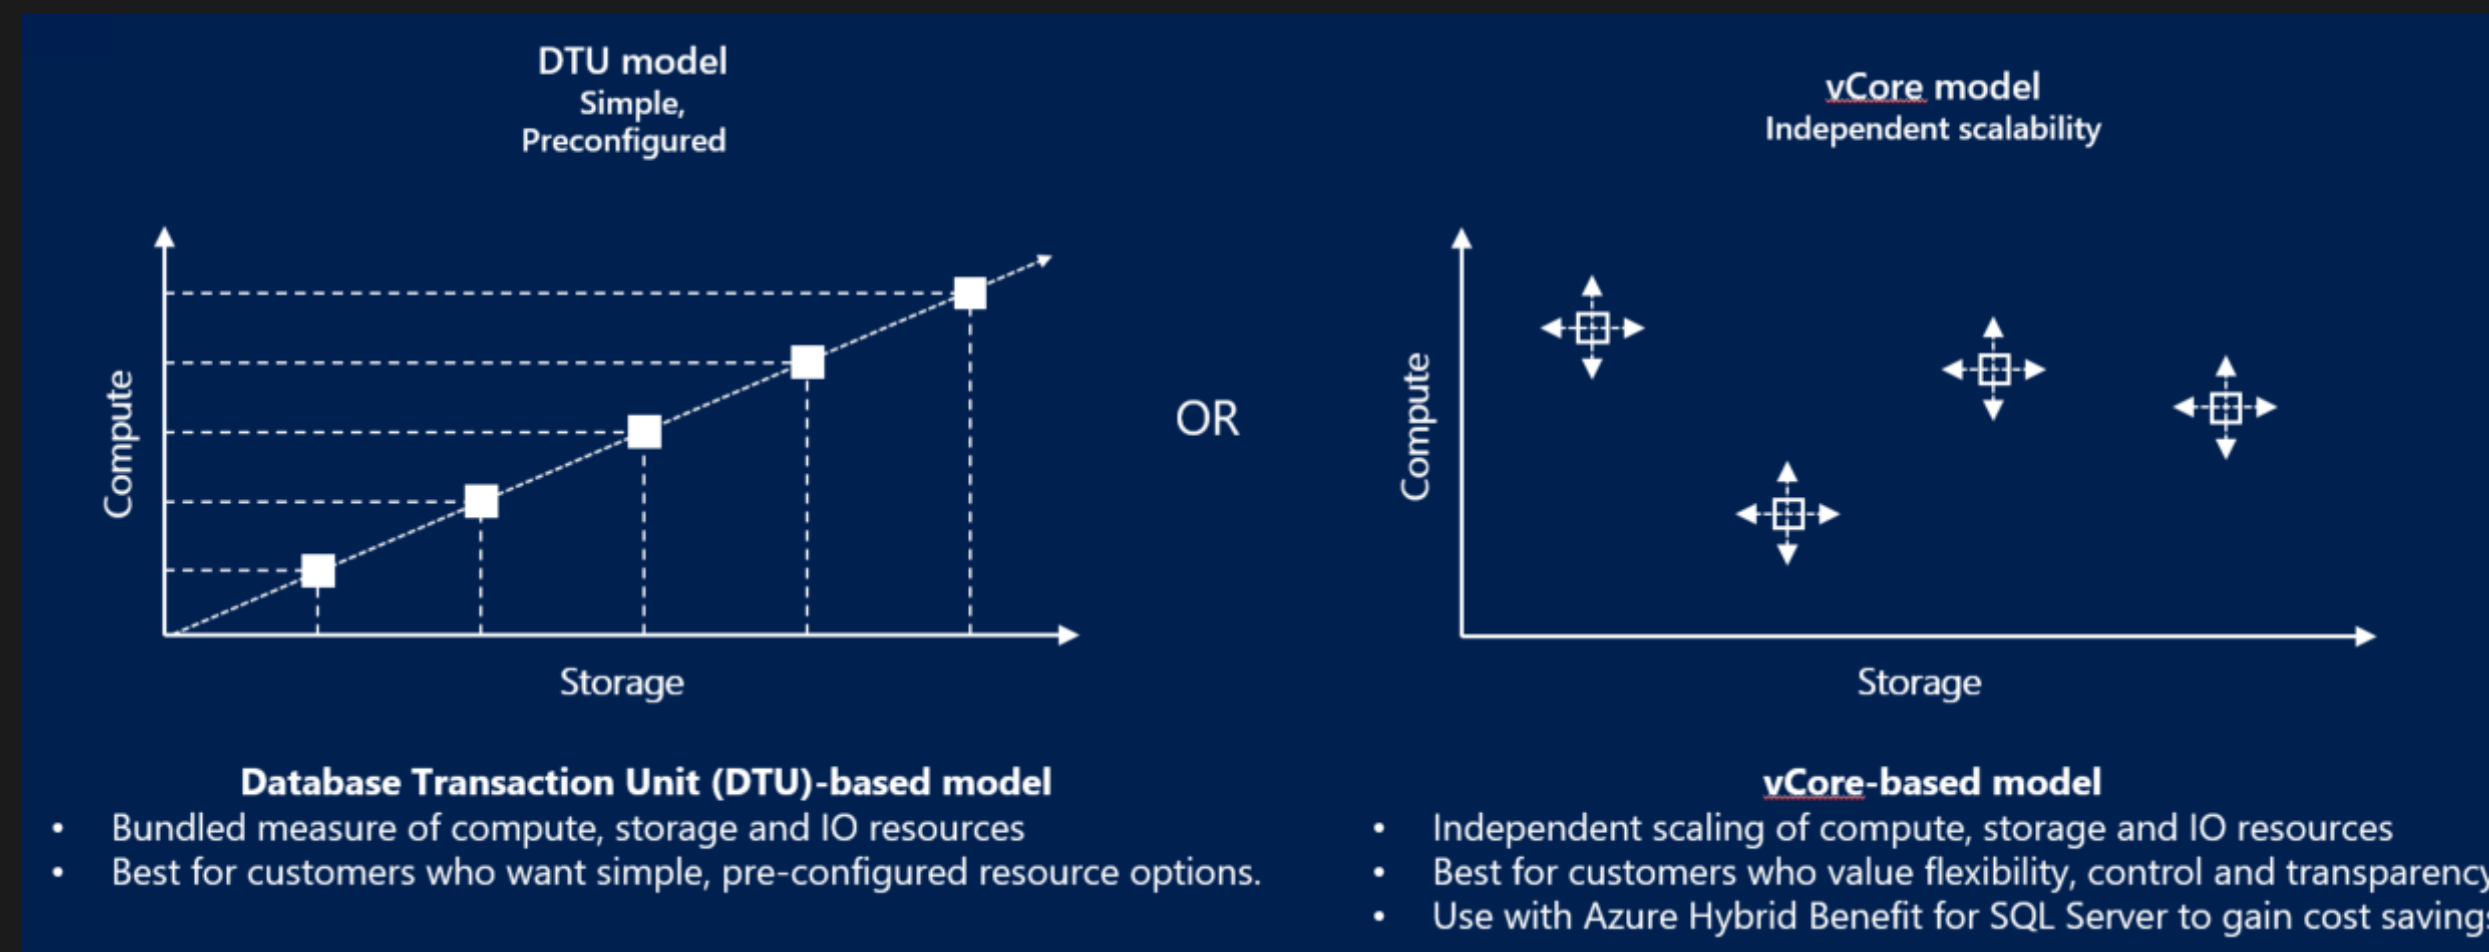 DTU model
Simple,
Preconfigured
Compute
Storage
Database Transaction Unit (DTU)-based model
• Bundled measure of compute, storage and IO resources
• Best for customers who want simple, pre-configured resource options.
OR
vCore model
Independent scalability
Compute
Storage
vCore-based model
• Independent scaling of compute, storage and IO resources
• Best for customers who value flexibility, control and transparency
• Use with Azure Hybrid Benefit for SQL Server to gain cost savings